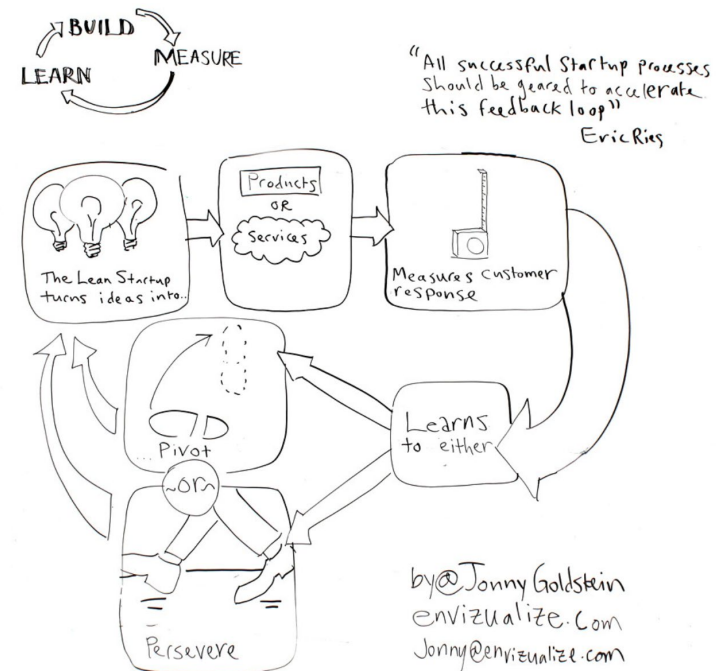 BUILD
MEASURE
LEARN
"All successful Startup processes
should be geared to accelerate
this feedback loop"
Eric Ries
The Lean Startup
turns ideas into..
Products
OR
Services
Measures customer
response
Learns
to either
...Pivot
~or~
Persevere
by@Jonny Goldstein
envizualize.com
Jonny@envizualize.com